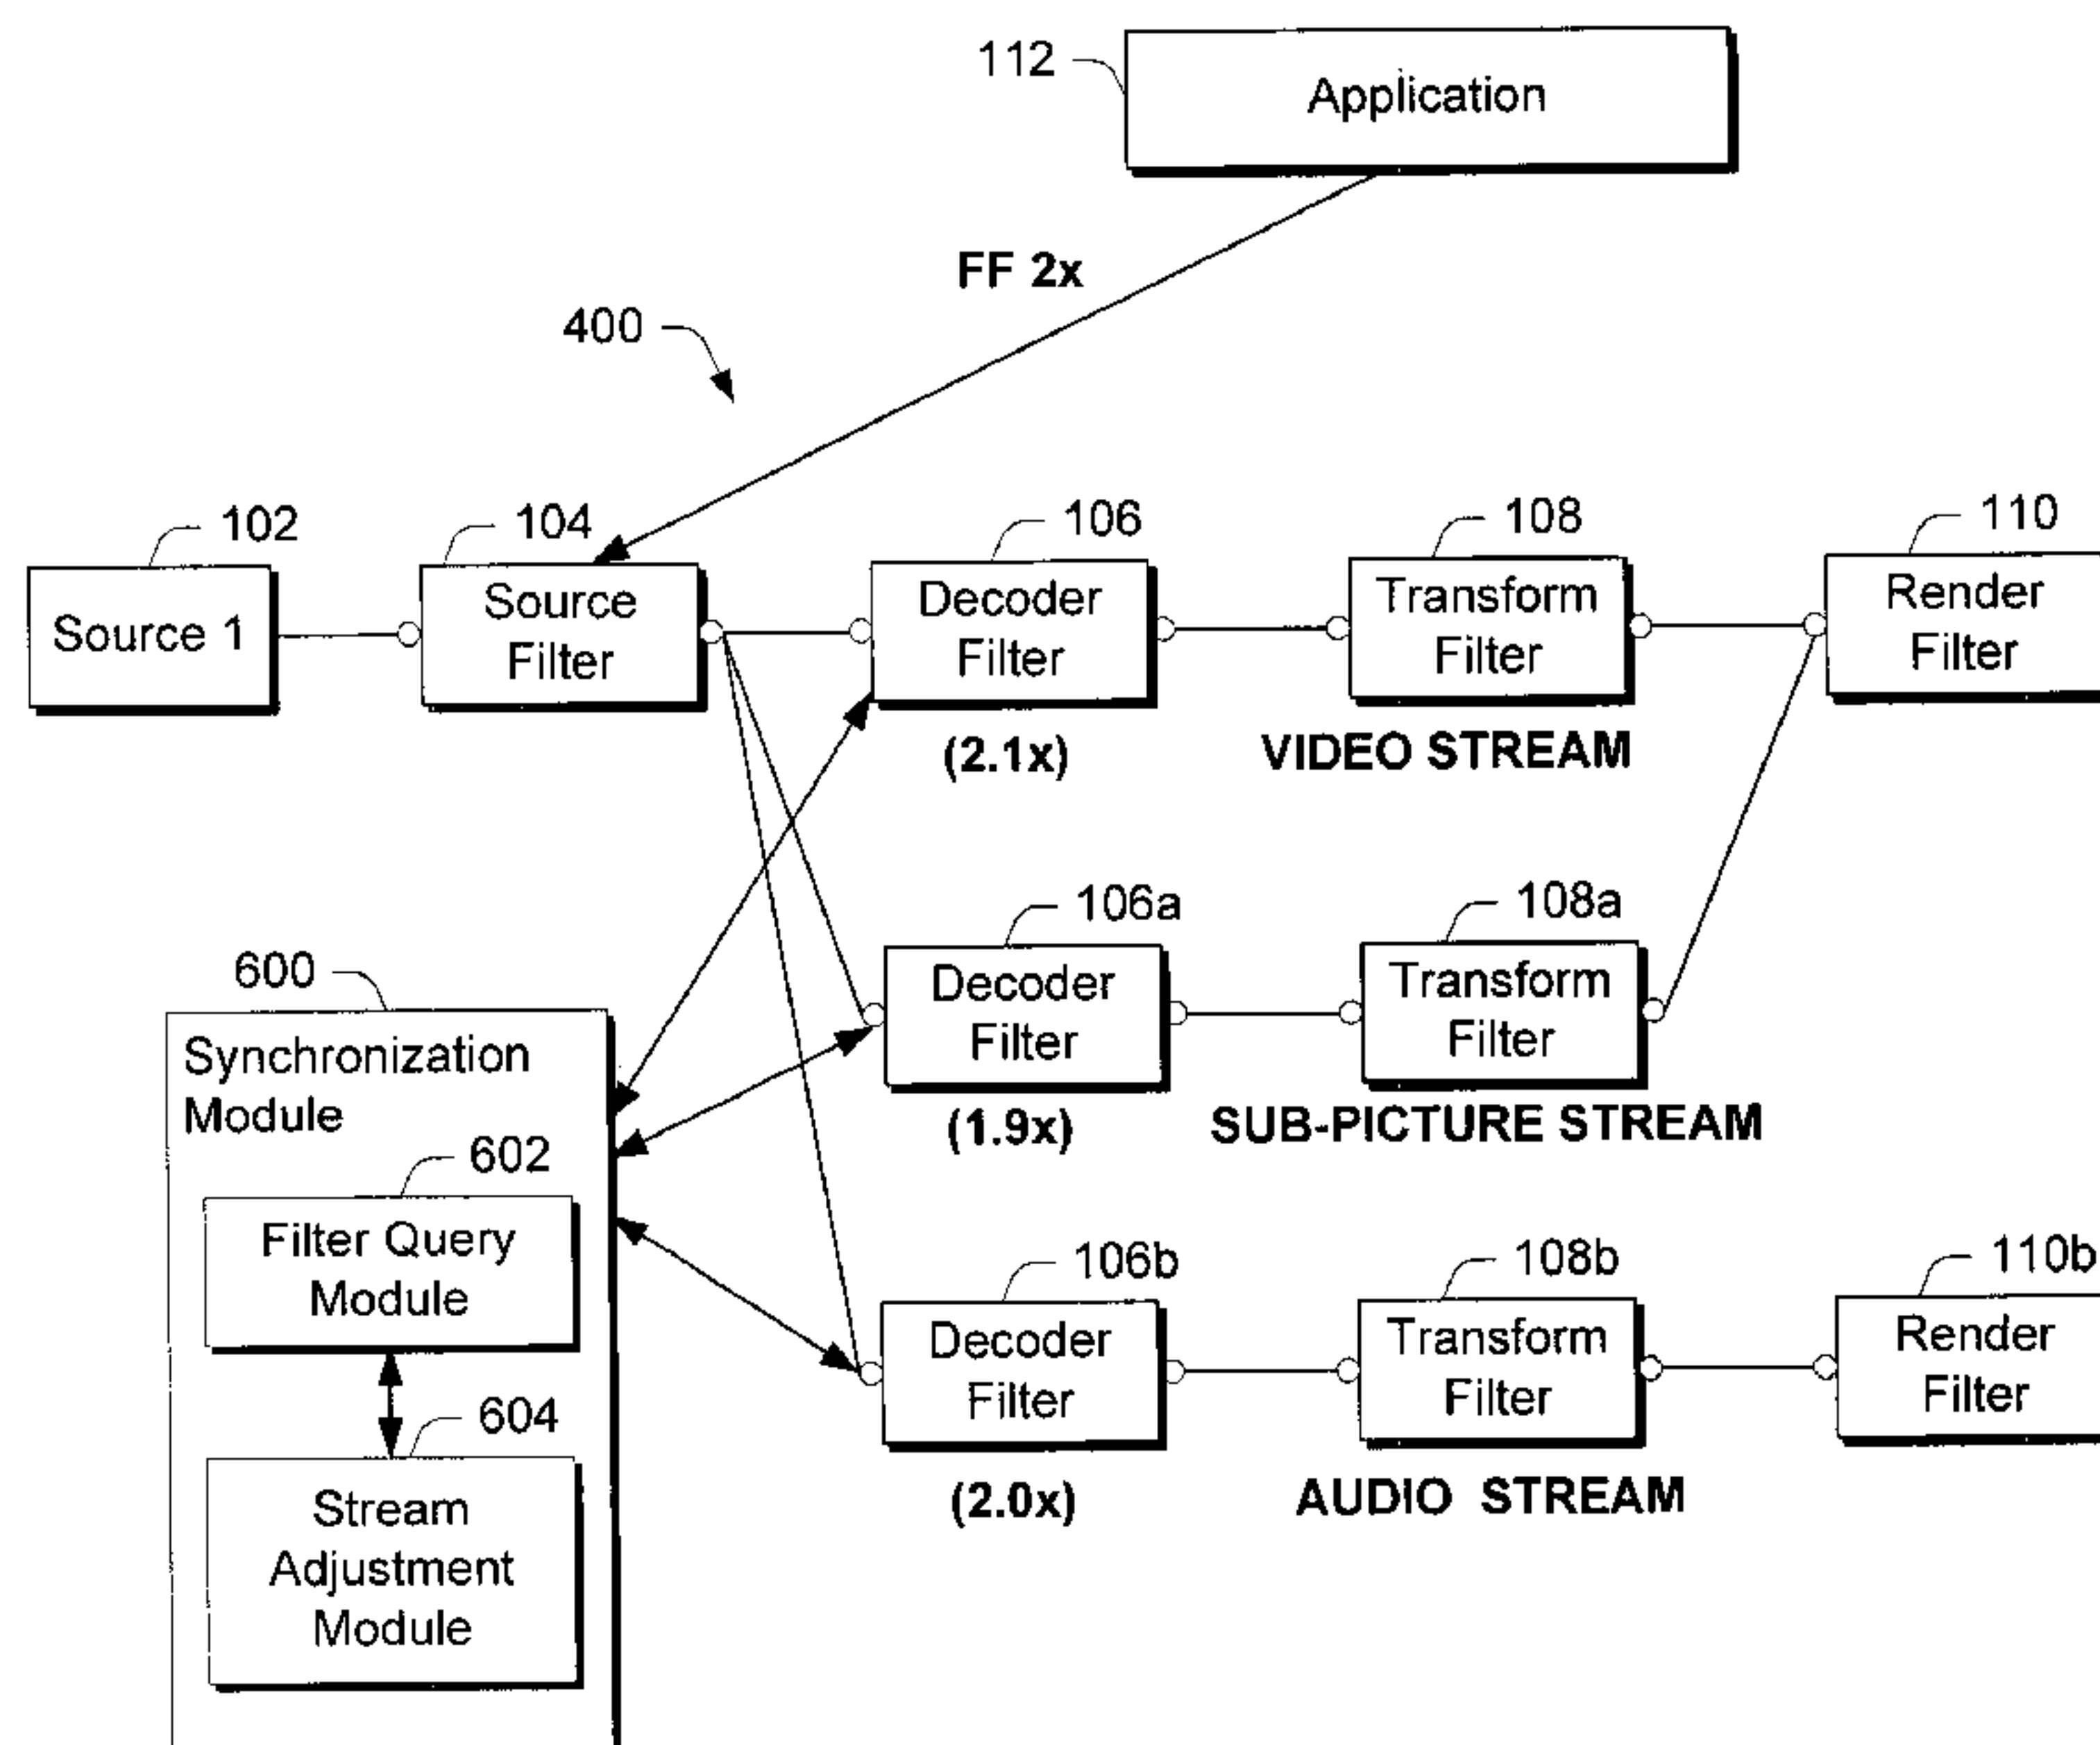 112
Application
FF 2x
400
102
104
106
108
110
Source 1
Source
Filter
Decoder
Filter
Transform
Filter
Render
Filter
(2.1x)
VIDEO STREAM
106a
108a
600
Decoder
Filter
Transform
Filter
Synchronization
Module
(1.9x)
SUB-PICTURE STREAM
602
Filter Query
Module
106b
108b
110b
Decoder
Filter
Transform
Filter
Render
Filter
604
(2.0x)
AUDIO STREAM
Stream
Adjustment
Module